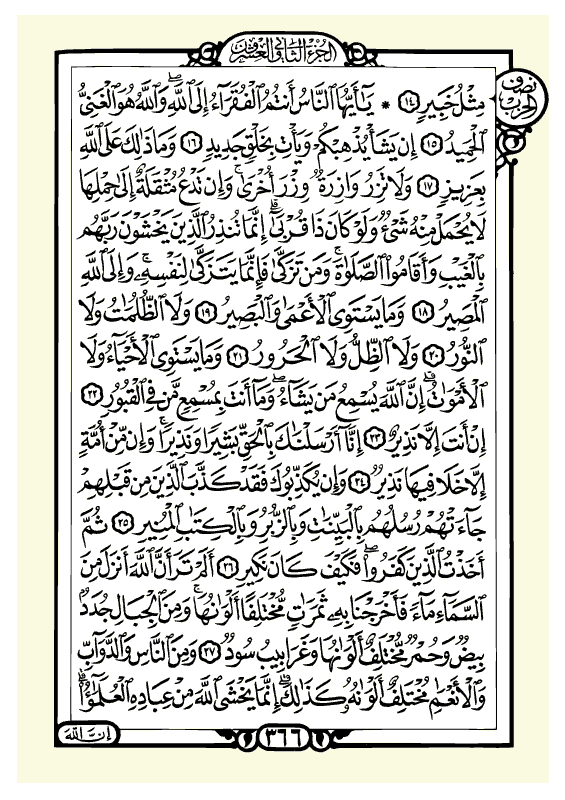 الجزء الثاني والعشرون
نصف الحزب
مِثْلُ خَبِيرٍ ﴿١٤﴾ * يَٰٓأَيُّهَا ٱلنَّاسُ أَنتُمُ ٱلْفُقَرَآءُ إِلَى ٱللَّهِ ۖ وَٱللَّهُ هُوَ ٱلْغَنِىُّ
ٱلْحَمِيدُ ﴿١٥﴾ إِن يَشَأْ يُذْهِبْكُمْ وَيَأْتِ بِخَلْقٍ جَدِيدٍ ﴿١٦﴾ وَمَا ذَٰلِكَ عَلَى ٱللَّهِ
بِعَزِيزٍ ﴿١٧﴾ وَلَا تَزِرُ وَازِرَةٌ وِزْرَ أُخْرَىٰ ۚ وَإِن تَدْعُ مُثْقَلَةٌ إِلَىٰ حِمْلِهَا
لَا يُحْمَلْ مِنْهُ شَىْءٌ وَلَوْ كَانَ ذَا قُرْبَىٰٓ ۗ إِنَّمَا تُنذِرُ ٱلَّذِينَ يَخْشَوْنَ رَبَّهُم
بِٱلْغَيْبِ وَأَقَامُوا۟ ٱلصَّلَوٰةَ ۚ وَمَن تَزَكَّىٰ فَإِنَّمَا يَتَزَكَّىٰ لِنَفْسِهِۦ ۚ وَإِلَى ٱللَّهِ
ٱلْمَصِيرُ ﴿١٨﴾ وَمَا يَسْتَوِى ٱلْأَعْمَىٰ وَٱلْبَصِيرُ ﴿١٩﴾ وَلَا ٱلظُّلُمَٰتُ وَلَا
ٱلنُّورُ ﴿٢٠﴾ وَلَا ٱلظِّلُّ وَلَا ٱلْحَرُورُ ﴿٢١﴾ وَمَا يَسْتَوِى ٱلْأَحْيَآءُ وَلَا
ٱلْأَمْوَٰتُ ۚ إِنَّ ٱللَّهَ يُسْمِعُ مَن يَشَآءُ ۖ وَمَآ أَنتَ بِمُسْمِعٍ مَّن فِى ٱلْقُبُورِ ﴿٢٢﴾
إِنْ أَنتَ إِلَّا نَذِيرٌ ﴿٢٣﴾ إِنَّآ أَرْسَلْنَٰكَ بِٱلْحَقِّ بَشِيرًا وَنَذِيرًا ۚ وَإِن مِّنْ أُمَّةٍ
إِلَّا خَلَا فِيهَا نَذِيرٌ ﴿٢٤﴾ وَإِن يُكَذِّبُوكَ فَقَدْ كَذَّبَ ٱلَّذِينَ مِن قَبْلِهِمْ
جَآءَتْهُمْ رُسُلُهُم بِٱلْبَيِّنَٰتِ وَبِٱلزُّبُرِ وَبِٱلْكِتَٰبِ ٱلْمُنِيرِ ﴿٢٥﴾ ثُمَّ
أَخَذْتُ ٱلَّذِينَ كَفَرُوا۟ ۖ فَكَيْفَ كَانَ نَكِيرِ ﴿٢٦﴾ أَلَمْ تَرَ أَنَّ ٱللَّهَ أَنزَلَ مِنَ
ٱلسَّمَآءِ مَآءً فَأَخْرَجْنَا بِهِۦ ثَمَرَٰتٍ مُّخْتَلِفًا أَلْوَٰنُهَا ۚ وَمِنَ ٱلْجِبَالِ جُدَدٌۢ
بِيضٌ وَحُمْرٌ مُّخْتَلِفٌ أَلْوَٰنُهَا وَغَرَابِيبُ سُودٌ ﴿٢٧﴾ وَمِنَ ٱلنَّاسِ وَٱلدَّوَآبِّ
وَٱلْأَنْعَٰمِ مُخْتَلِفٌ أَلْوَٰنُهُۥ كَذَٰلِكَ ۗ إِنَّمَا يَخْشَى ٱللَّهَ مِنْ عِبَادِهِ ٱلْعُلَمَٰٓؤُا۟ ۗ
إِنَّ ٱللَّهَ
٣٦٦